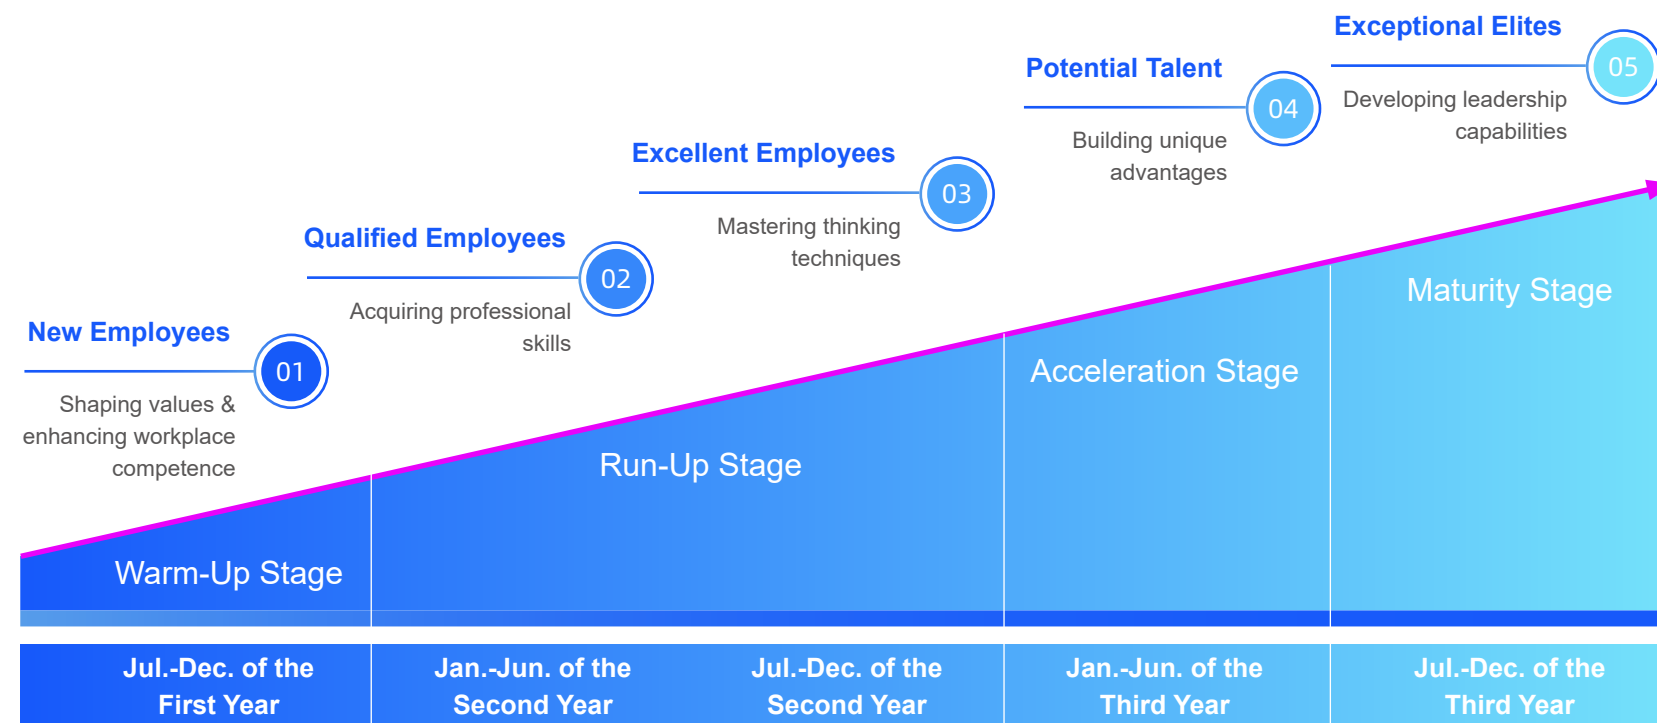 New Employees
01
Shaping values &
enhancing workplace
competence
Qualified Employees
02
Acquiring professional
skills
Excellent Employees
03
Mastering thinking
techniques
Potential Talent
04
Building unique
advantages
Exceptional Elites
05
Developing leadership
capabilities
Warm-Up Stage
Run-Up Stage
Acceleration Stage
Maturity Stage
Jul.-Dec. of the
First Year
Jan.-Jun. of the
Second Year
Jul.-Dec. of the
Second Year
Jan.-Jun. of the
Third Year
Jul.-Dec. of the
Third Year